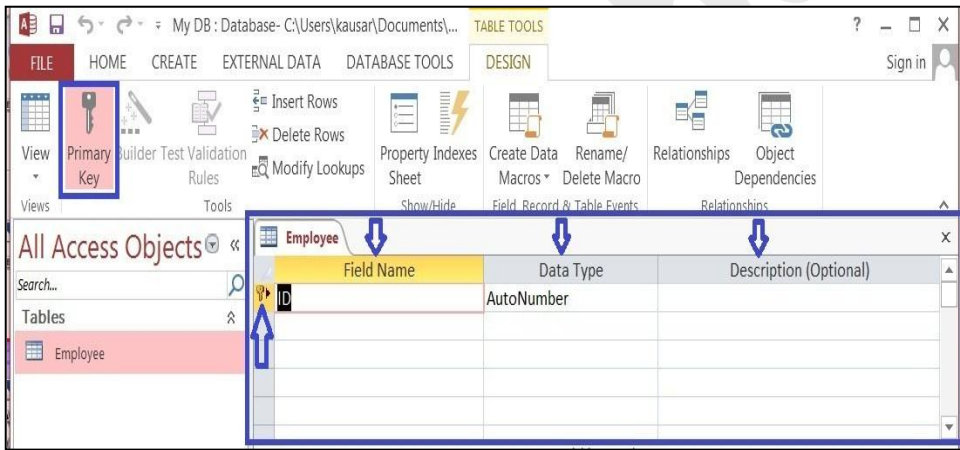 My DB : Database- C:\Users\kausar\Documents\... TABLE TOOLS ?
FILE HOME CREATE EXTERNAL DATA DATABASE TOOLS DESIGN Sign in
View
Primary Key
Builder
Test Validation Rules
Insert Rows
Delete Rows
Modify Lookups
Property Sheet
Indexes
Create Data Macros
Rename/ Delete Macro
Relationships
Object Dependencies
Views Tools Show/Hide Field, Record & Table Events Relationships
All Access Objects
Search...
Tables
Employee
Employee
Field Name Data Type Description (Optional)
ID AutoNumber